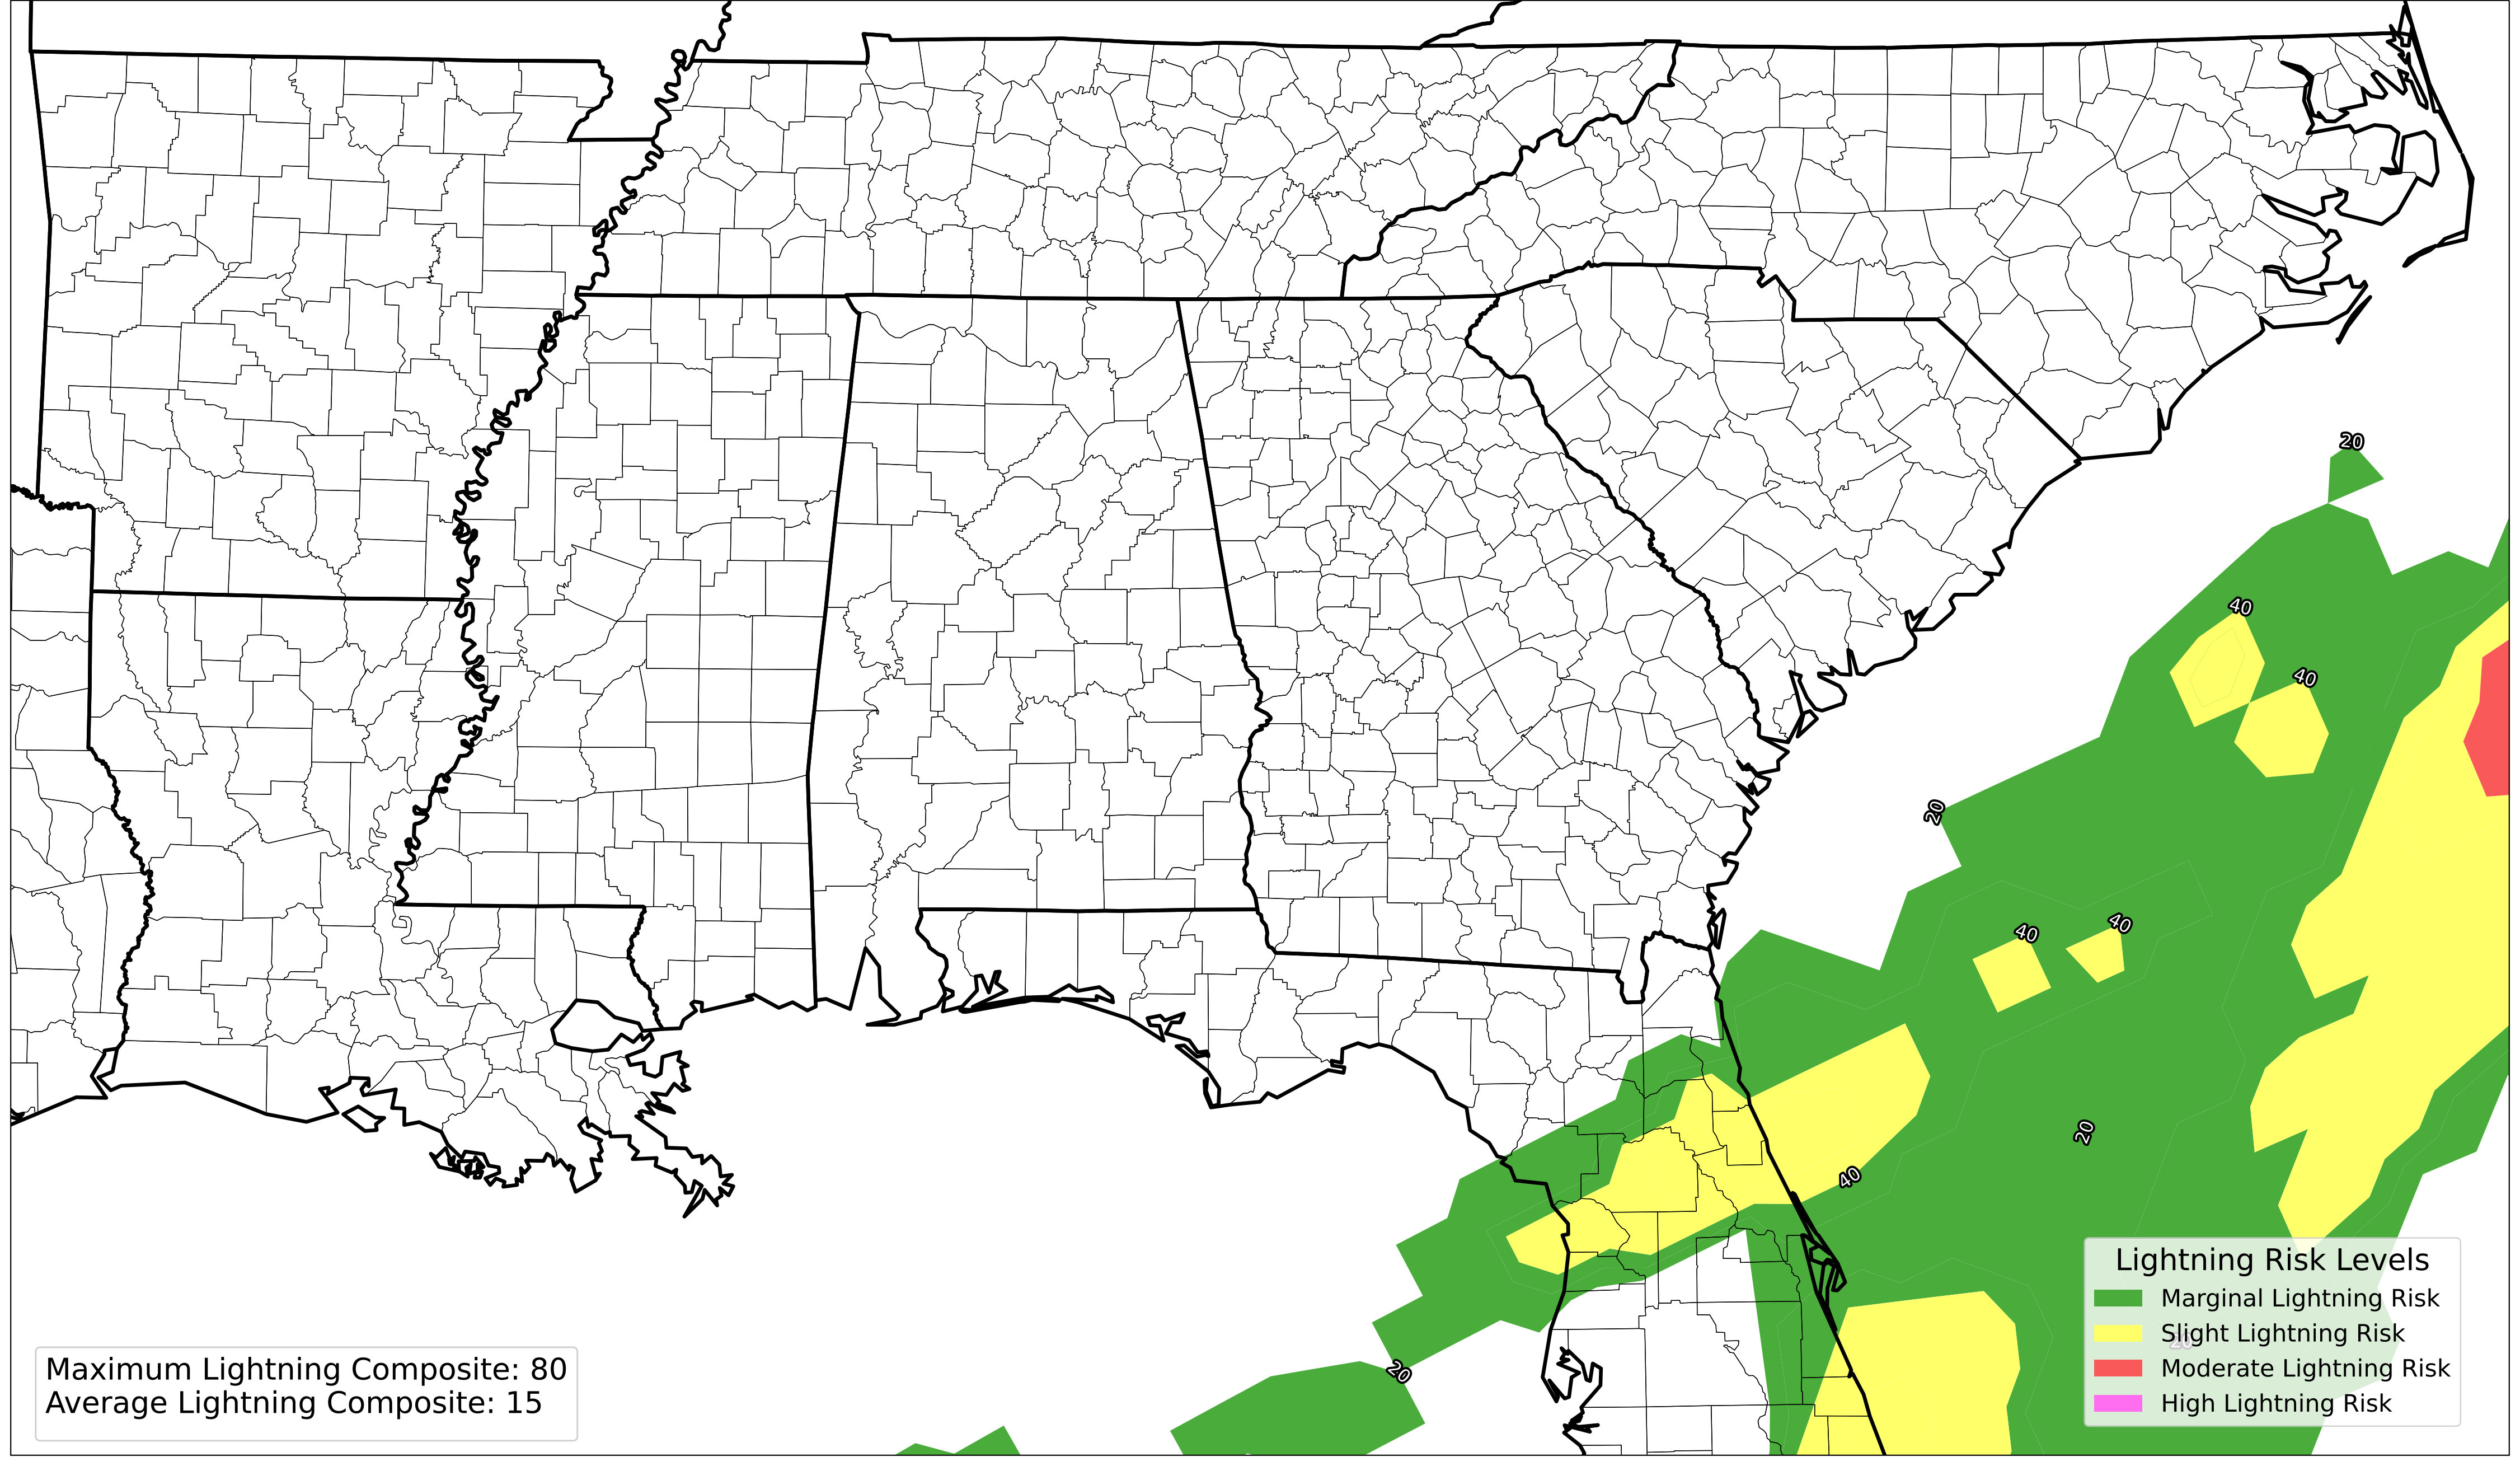 20
40
40
20
40
40
20
40
20
20
Lightning Risk Levels
Marginal Lightning Risk
Slight Lightning Risk
Moderate Lightning Risk
High Lightning Risk
Maximum Lightning Composite: 80
Average Lightning Composite: 15